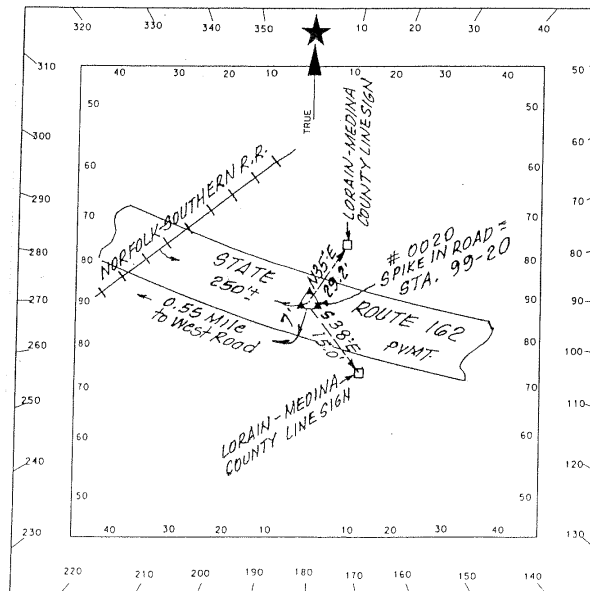 320 330 340 350 10 20 30 40
310 50
40 30 20 10 10 20 30 40
50 50
TRUE
300 60
60 60
290 70
70 70
280 80
80 80
270 90
90 90
260 100
80 80
70 70
250 110
60 60
240 120
50 50
230 130
40 30 20 10 10 20 30 40
220 210 200 190 180 170 160 150 140
LORAIN-MEDINA
COUNTY LINE SIGN
NORFOLK-SOUTHERN R.R.
STATE
250'±
N35°E
29.2'
# 0020
SPIKE IN ROAD =
STA. 99-20
ROUTE 162
PVMT.
0.55 MILE
to West Road
7'
S38°E
15.0'
LORAIN-MEDINA
COUNTY LINE SIGN